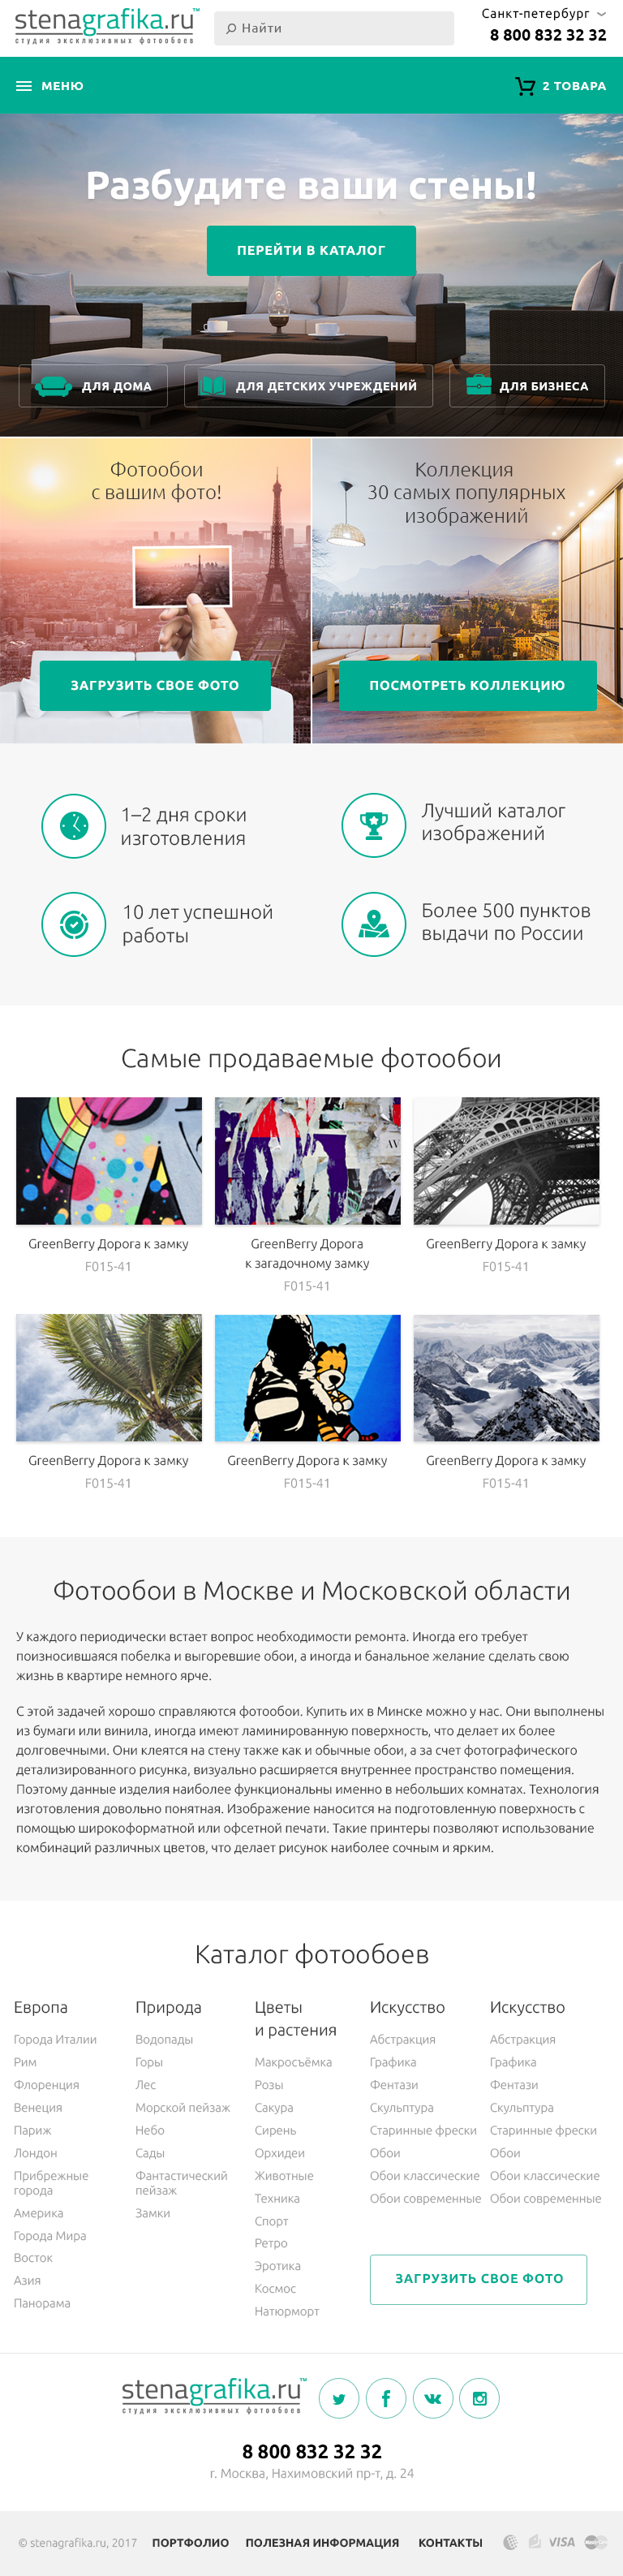 stenagrafika.ru™
студия эксклюзивных фотообоев
Найти
Санкт-петербург
8 800 832 32 32
МЕНЮ
2 ТОВАРА
Разбудите ваши стены!
ПЕРЕЙТИ В КАТАЛОГ
ДЛЯ ДОМА
ДЛЯ ДЕТСКИХ УЧРЕЖДЕНИЙ
ДЛЯ БИЗНЕСА
Фотообои
с вашим фото!
ЗАГРУЗИТЬ СВОЕ ФОТО
Коллекция
30 самых популярных
изображений
ПОСМОТРЕТЬ КОЛЛЕКЦИЮ
1–2 дня сроки
изготовления
Лучший каталог
изображений
10 лет успешной
работы
Более 500 пунктов
выдачи по России
Самые продаваемые фотообои
GreenBerry Дорога к замку
F015-41
GreenBerry Дорога
к загадочному замку
F015-41
GreenBerry Дорога к замку
F015-41
GreenBerry Дорога к замку
F015-41
GreenBerry Дорога к замку
F015-41
GreenBerry Дорога к замку
F015-41
Фотообои в Москве и Московской области
У каждого периодически встает вопрос необходимости ремонта. Иногда его требует
поизносившаяся побелка и выгоревшие обои, а иногда и банальное желание сделать свою
жизнь в квартире немного ярче.
С этой задачей хорошо справляются фотообои. Купить их в Минске можно у нас. Они выполнены
из бумаги или винила, иногда имеют ламинированную поверхность, что делает их более
долговечными. Они клеятся на стену также как и обычные обои, а за счет фотографического
детализированного рисунка, визуально расширяется внутреннее пространство помещения.
Поэтому данные изделия наиболее функциональны именно в небольших комнатах. Технология
изготовления довольно понятная. Изображение наносится на подготовленную поверхность с
помощью широкоформатной или офсетной печати. Такие принтеры позволяют использование
комбинаций различных цветов, что делает рисунок наиболее сочным и ярким.
Каталог фотообоев
Европа
Города Италии
Рим
Флоренция
Венеция
Париж
Лондон
Прибрежные
города
Америка
Города Мира
Восток
Азия
Панорама
Природа
Водопады
Горы
Лес
Морской пейзаж
Небо
Сады
Фантастический
пейзаж
Замки
Цветы
и растения
Макросъёмка
Розы
Сакура
Сирень
Орхидеи
Животные
Техника
Спорт
Ретро
Эротика
Космос
Натюрморт
Искусство
Абстракция
Графика
Фентази
Скульптура
Старинные фрески
Обои
Обои классические
Обои современные
Искусство
Абстракция
Графика
Фентази
Скульптура
Старинные фрески
Обои
Обои классические
Обои современные
ЗАГРУЗИТЬ СВОЕ ФОТО
stenagrafika.ru™
студия эксклюзивных фотообоев
8 800 832 32 32
г. Москва, Нахимовский пр-т, д. 24
© stenagrafika.ru, 2017
ПОРТФОЛИО
ПОЛЕЗНАЯ ИНФОРМАЦИЯ
КОНТАКТЫ
VISA